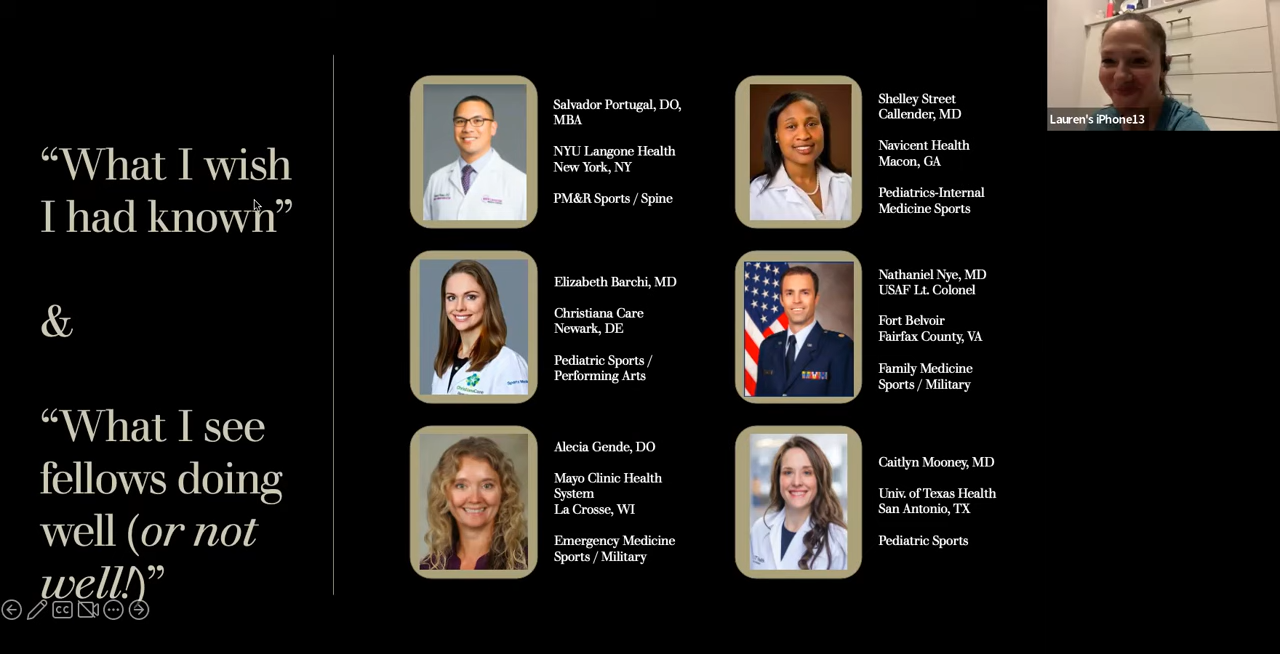 “What I wish
I had known”
&
“What I see
fellows doing
well (or not
well!)”
Salvador Portugal, DO,
MBA
NYU Langone Health
New York, NY
PM&R Sports / Spine
Shelley Street
Callender, MD
Navicent Health
Macon, GA
Pediatrics-Internal
Medicine Sports
Elizabeth Barchi, MD
Christiana Care
Newark, DE
Pediatric Sports /
Performing Arts
Nathaniel Nye, MD
USAF Lt. Colonel
Fort Belvoir
Fairfax County, VA
Family Medicine
Sports / Military
Alecia Gende, DO
Mayo Clinic Health
System
La Crosse, WI
Emergency Medicine
Sports / Military
Caitlyn Mooney, MD
Univ. of Texas Health
San Antonio, TX
Pediatric Sports
Lauren's iPhone13
CC